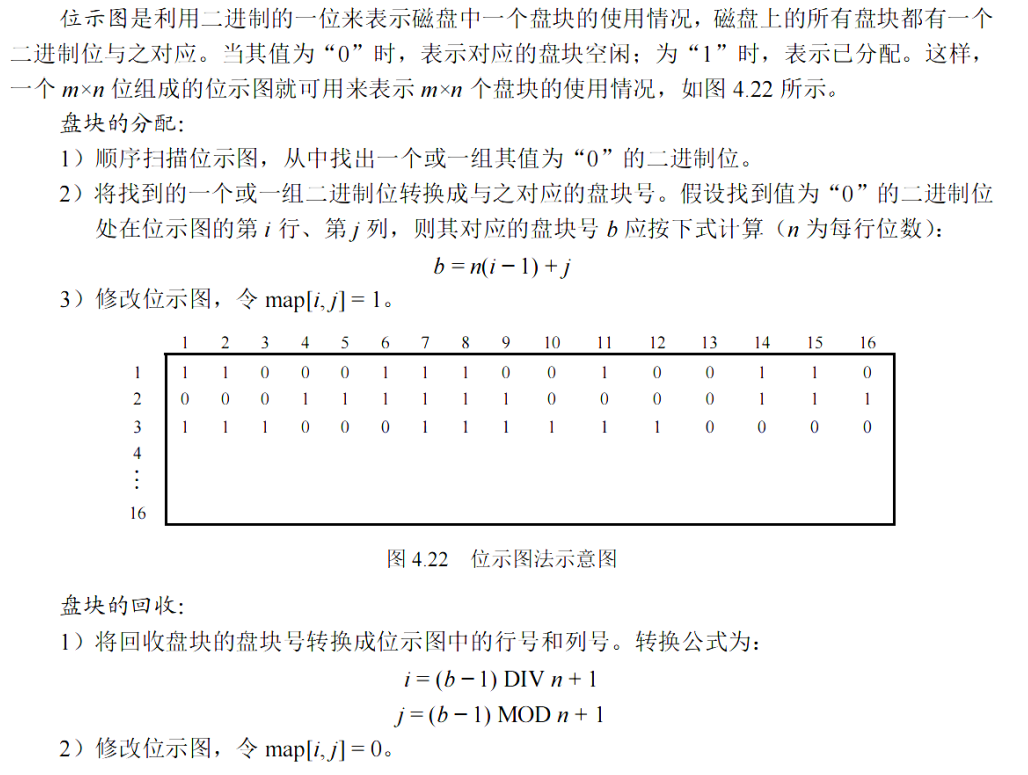 位示图是利用二进制的一位来表示磁盘中一个盘块的使用情况，磁盘上的所有盘块都有一个
二进制位与之对应。当其值为“0”时，表示对应的盘块空闲；为“1”时，表示已分配。这样，
一个 m×n 位组成的位示图就可用来表示 m×n 个盘块的使用情况，如图 4.22 所示。
盘块的分配：
1）顺序扫描位示图，从中找出一个或一组其值为“0”的二进制位。
2）将找到的一个或一组二进制位转换成与之对应的盘块号。假设找到值为“0”的二进制位
处在位示图的第 i 行、第 j 列，则其对应的盘块号 b 应按下式计算（n 为每行位数）：
b = n(i − 1) + j
3）修改位示图，令 map[i, j] = 1。
1 2 3 4 5 6 7 8 9 10 11 12 13 14 15 16
1 1 1 0 0 0 1 1 1 0 0 1 0 0 1 1 0
2 0 0 0 1 1 1 1 1 1 0 0 0 0 1 1 1
3 1 1 1 0 0 0 1 1 1 1 1 1 0 0 0 0
4
⋮
16
图 4.22 位示图法示意图
盘块的回收：
1）将回收盘块的盘块号转换成位示图中的行号和列号。转换公式为：
i = (b − 1) DIV n + 1
j = (b − 1) MOD n + 1
2）修改位示图，令 map[i, j] = 0。